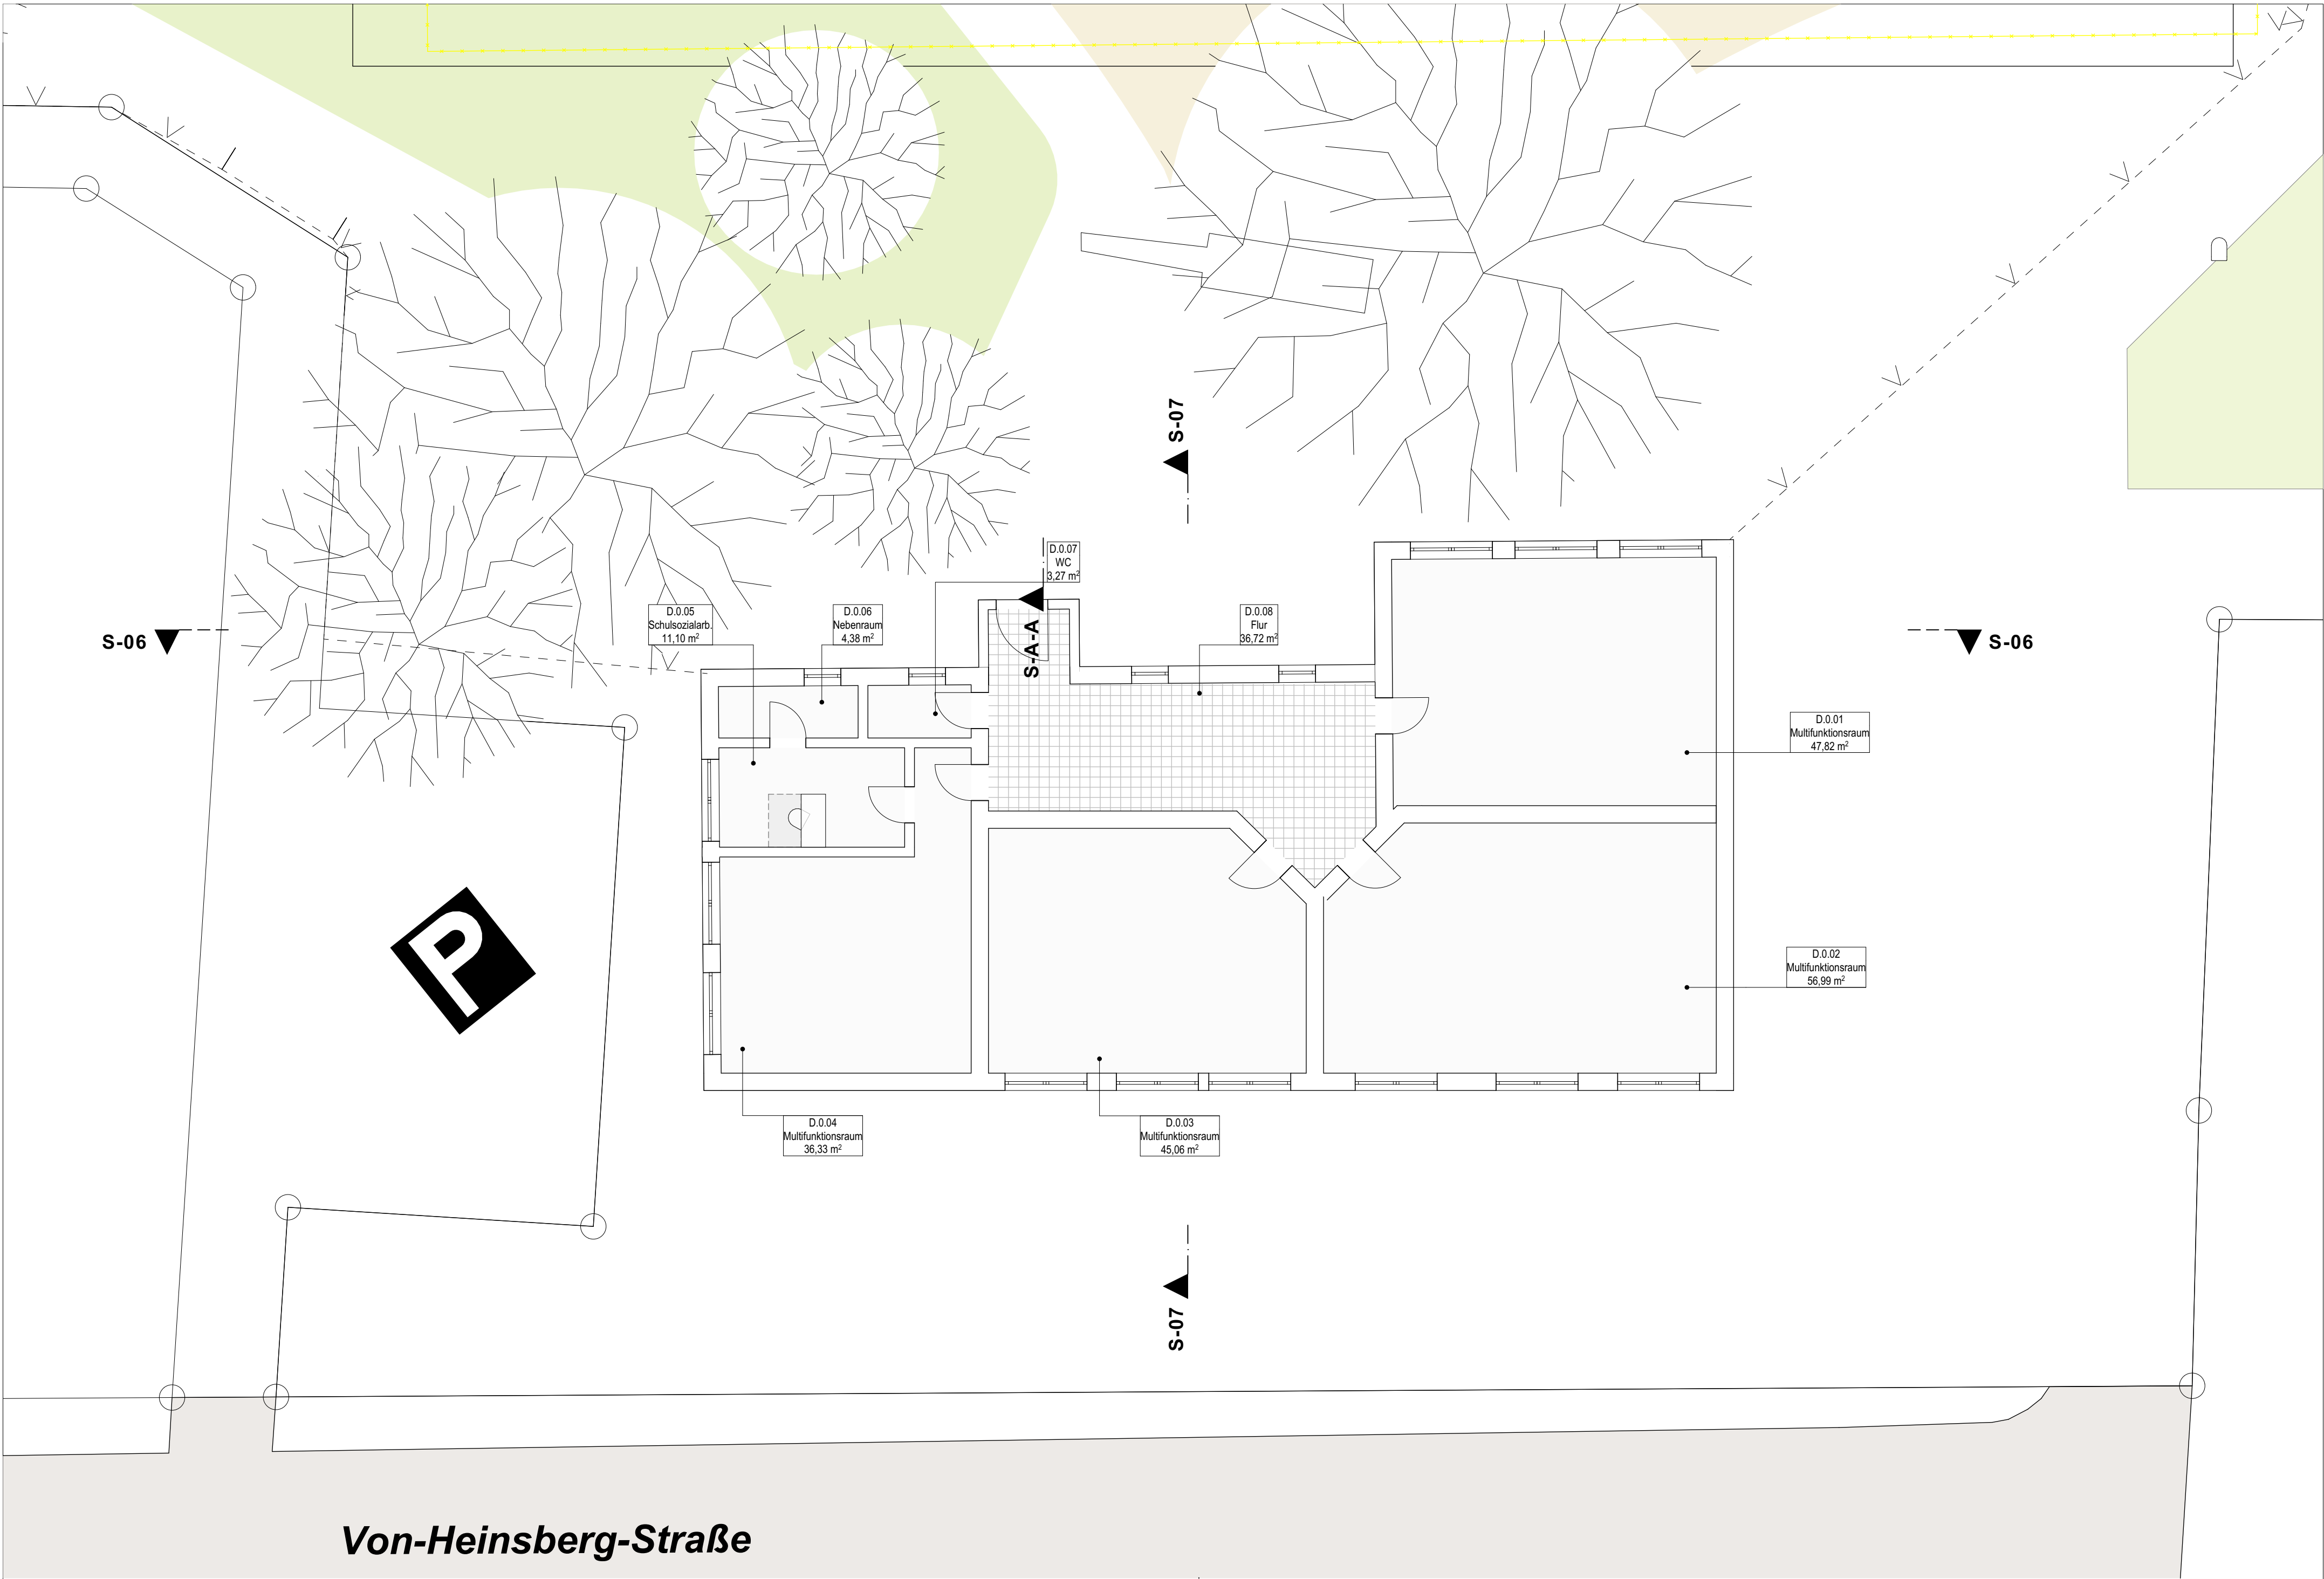 S-07
D.0.07
WC
3,27 m²
D.0.05
Schulsozialarb.
11,10 m²
D.0.06
Nebenraum
4,38 m²
D.0.08
Flur
36,72 m²
S-06
S-A-A
S-06
D.0.01
Multifunktionsraum
47,82 m²
P
D.0.02
Multifunktionsraum
56,99 m²
D.0.04
Multifunktionsraum
36,33 m²
D.0.03
Multifunktionsraum
45,06 m²
S-07
Von-Heinsberg-Straße